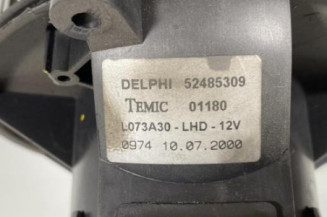 DELPHI 52485309
TEMIC 01180
L073A30 - LHD - 12V
0974 10.07.2000